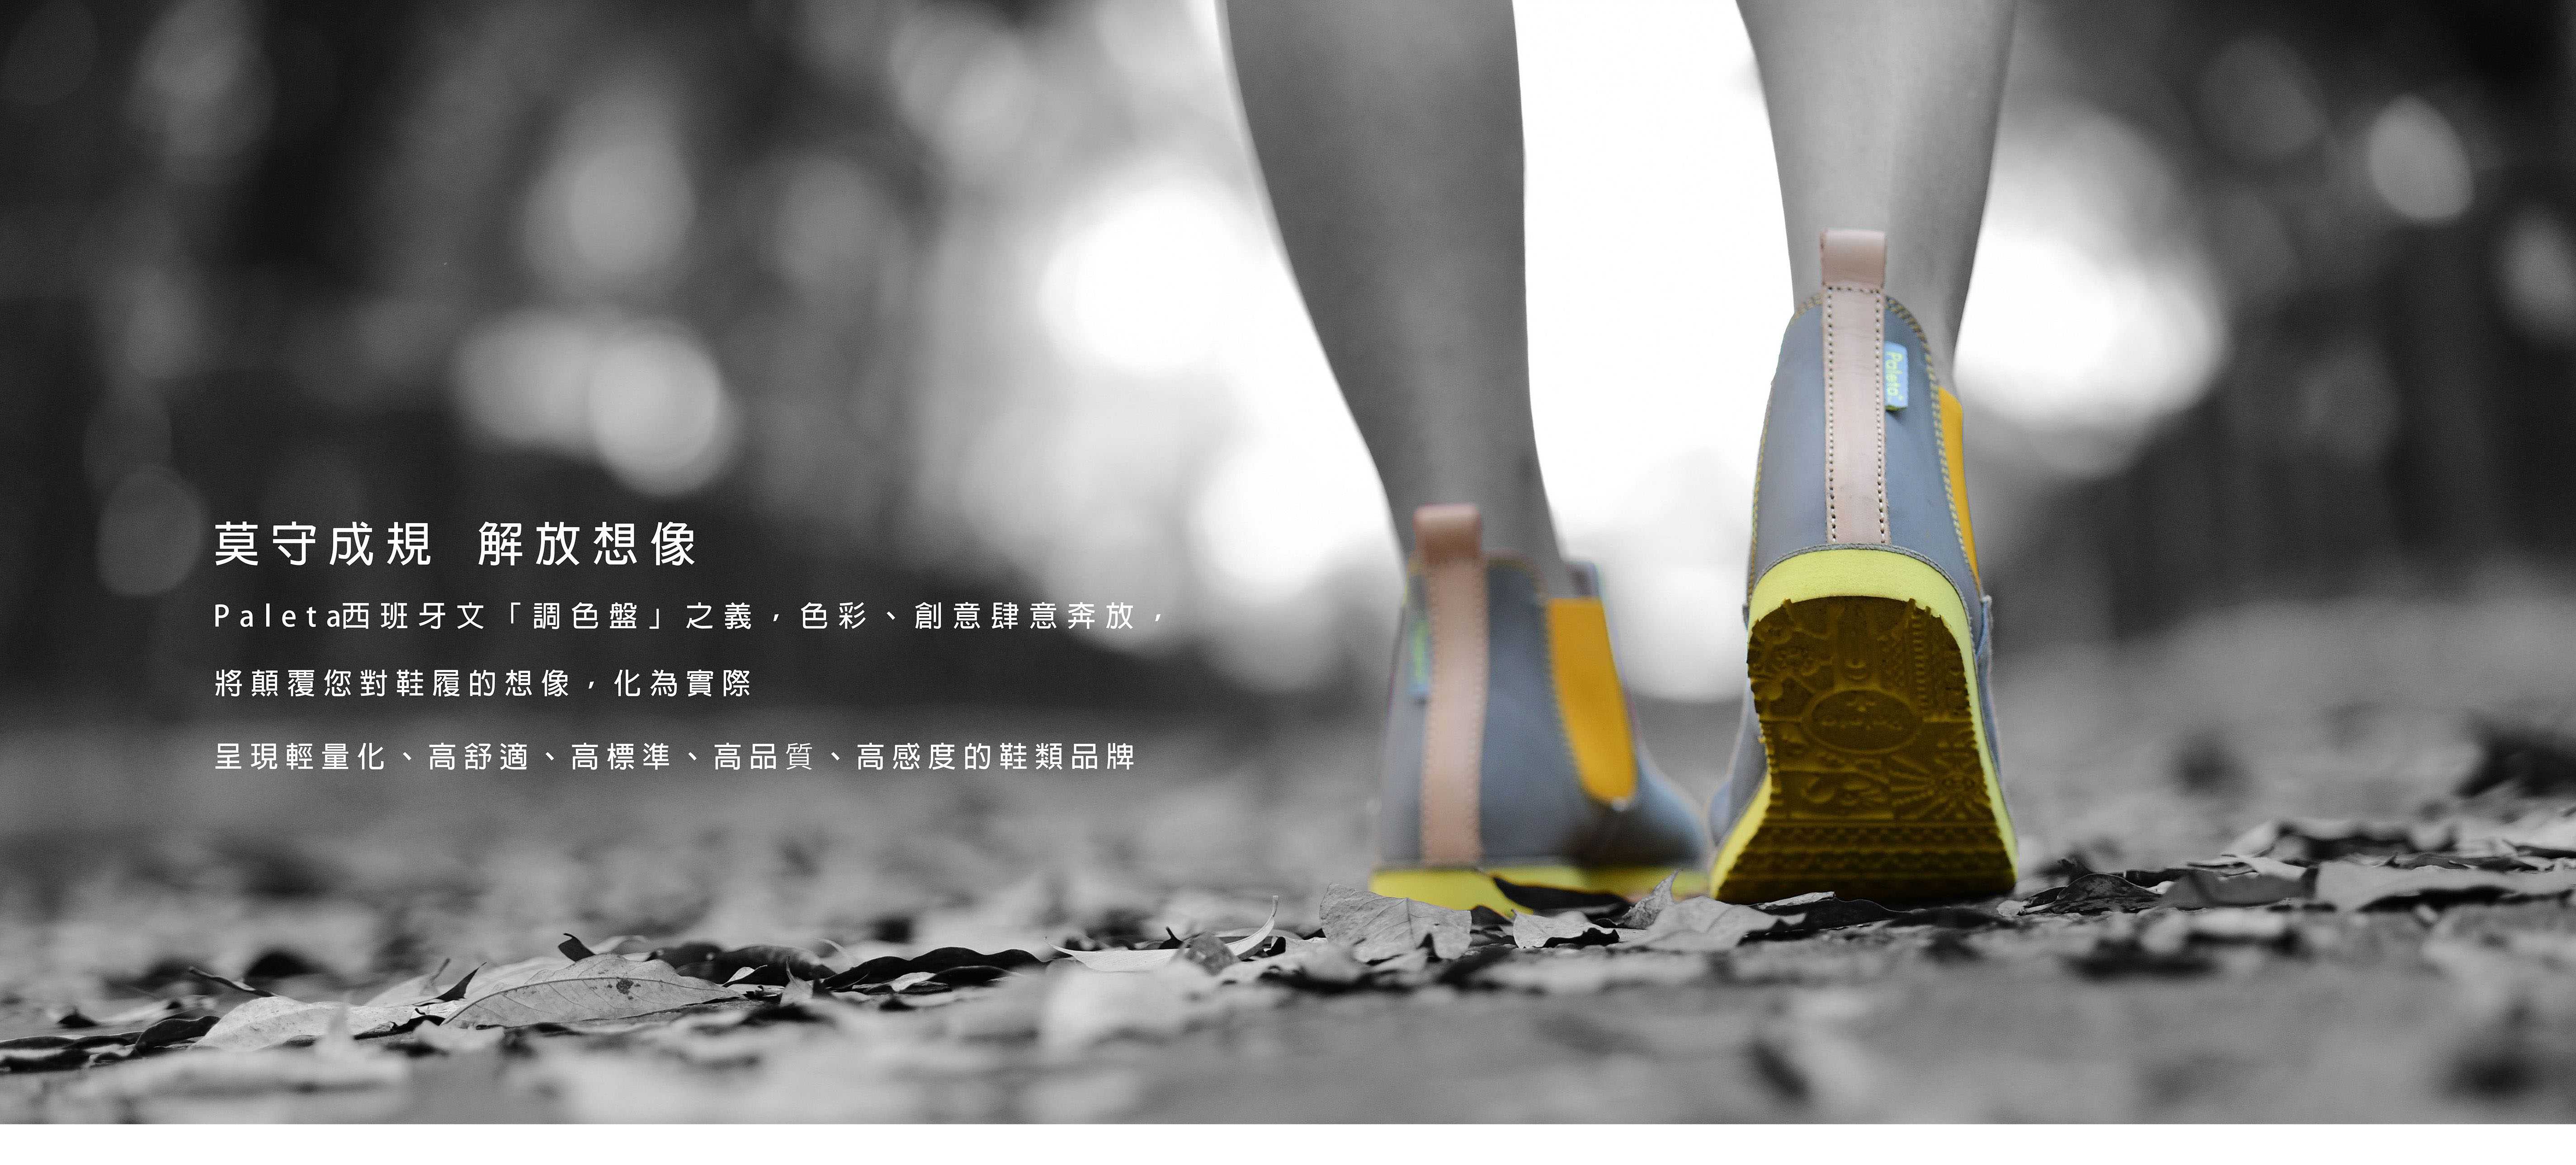 莫守成規 解放想像
Paleta西班牙文「調色盤」之義，色彩、創意肆意奔放，
將顛覆您對鞋履的想像，化為實際
呈現輕量化、高舒適、高標準、高品質、高感度的鞋類品牌
Paleta